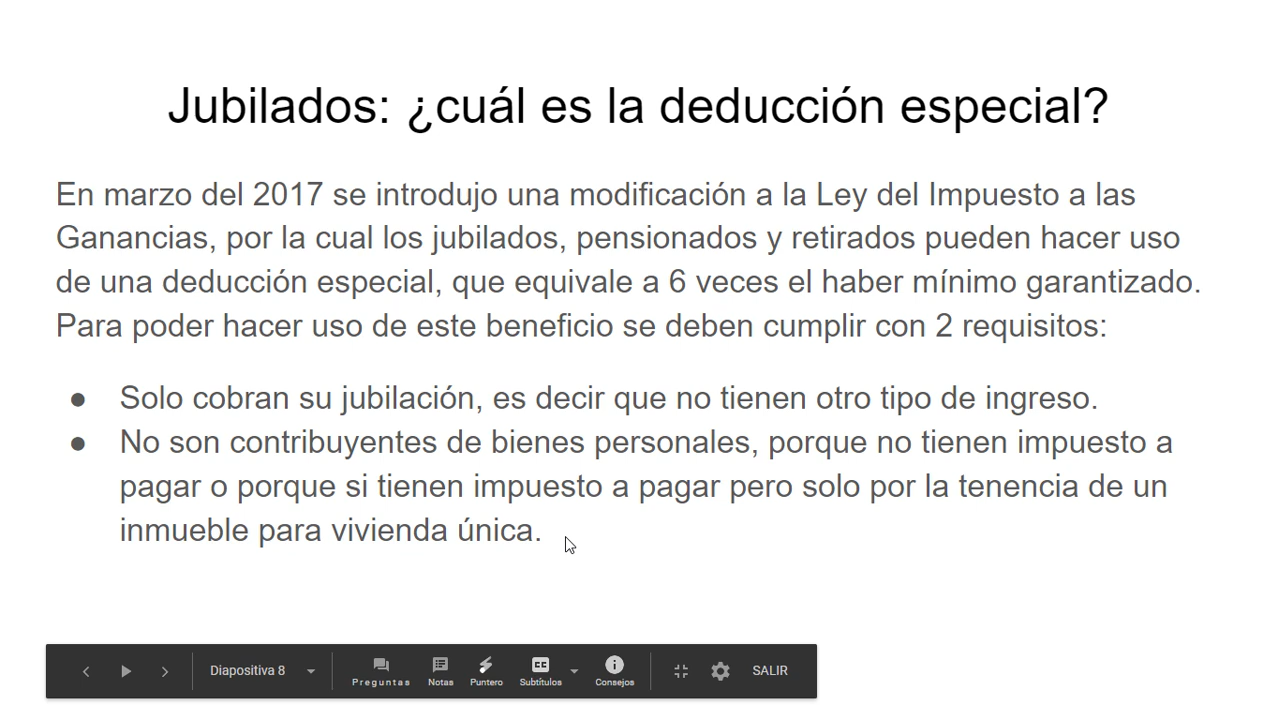 Jubilados: ¿cuál es la deducción especial?
En marzo del 2017 se introdujo una modificación a la Ley del Impuesto a las
Ganancias, por la cual los jubilados, pensionados y retirados pueden hacer uso
de una deducción especial, que equivale a 6 veces el haber mínimo garantizado.
Para poder hacer uso de este beneficio se deben cumplir con 2 requisitos:
● Solo cobran su jubilación, es decir que no tienen otro tipo de ingreso.
● No son contribuyentes de bienes personales, porque no tienen impuesto a
pagar o porque si tienen impuesto a pagar pero solo por la tenencia de un
inmueble para vivienda única.
Diapositiva 8 Preguntas Notas Puntero CC Subtítulos Consejos SALIR